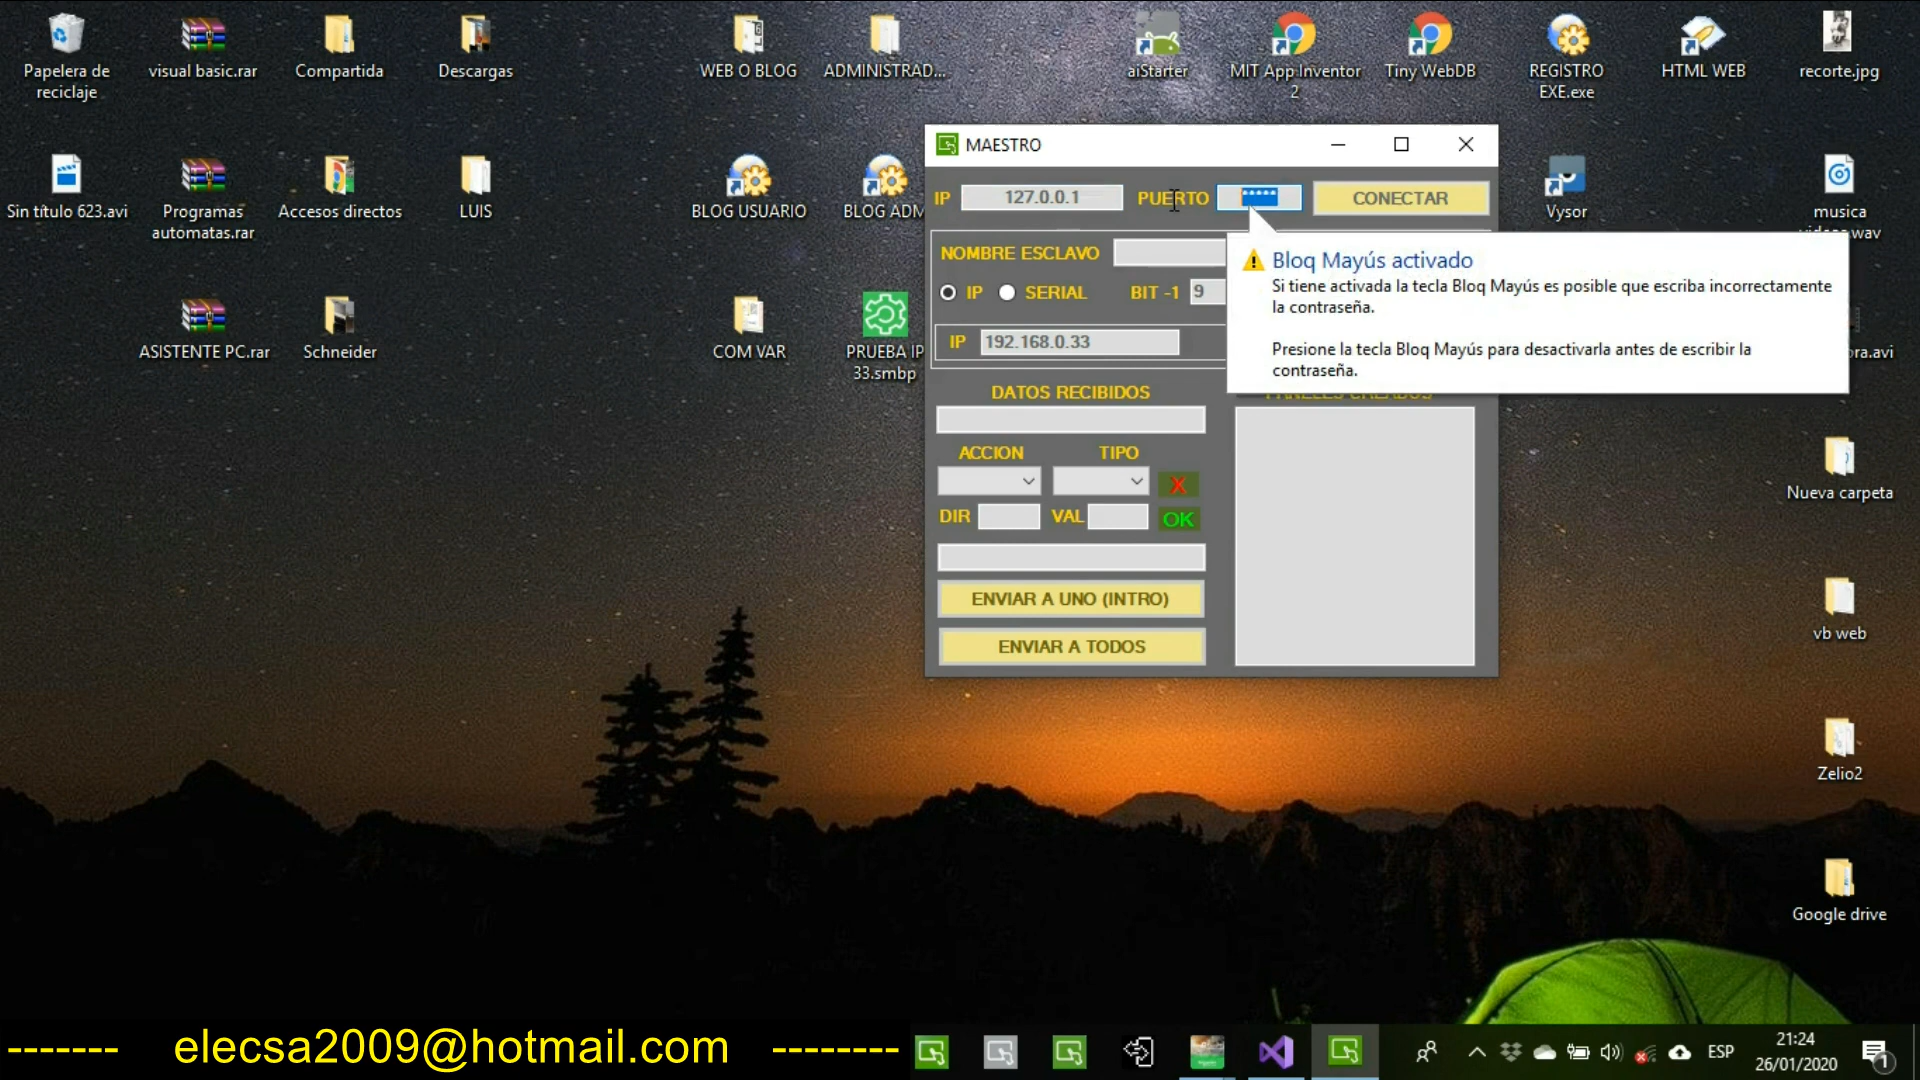 Papelera de
reciclaje
visual basic.rar
Compartida
Descargas
WEB O BLOG
ADMINISTRAD...
aiStarter
MIT App Inventor
2
Tiny WebDB
REGISTRO
EXE.exe
HTML WEB
recorte.jpg
Sin título 623.avi
Programas
automatas.rar
Accesos directos
LUIS
BLOG USUARIO
BLOG ADM
Vysor
musica
ASISTENTE PC.rar
Schneider
COM VAR
PRUEBA IP
33.smbp
Nueva carpeta
vb web
Zelio2
Google drive
MAESTRO
IP 127.0.0.1 PUERTO CONECTAR
NOMBRE ESCLAVO
IP SERIAL BIT -1 9
IP 192.168.0.33
DATOS RECIBIDOS
ACCION TIPO
X
DIR VAL OK
ENVIAR A UNO (INTRO)
ENVIAR A TODOS
Bloq Mayús activado
Si tiene activada la tecla Bloq Mayús es posible que escriba incorrectamente
la contraseña.
Presione la tecla Bloq Mayús para desactivarla antes de escribir la
contraseña.
------- elecsa2009@hotmail.com --------
ESP
21:24
26/01/2020
1